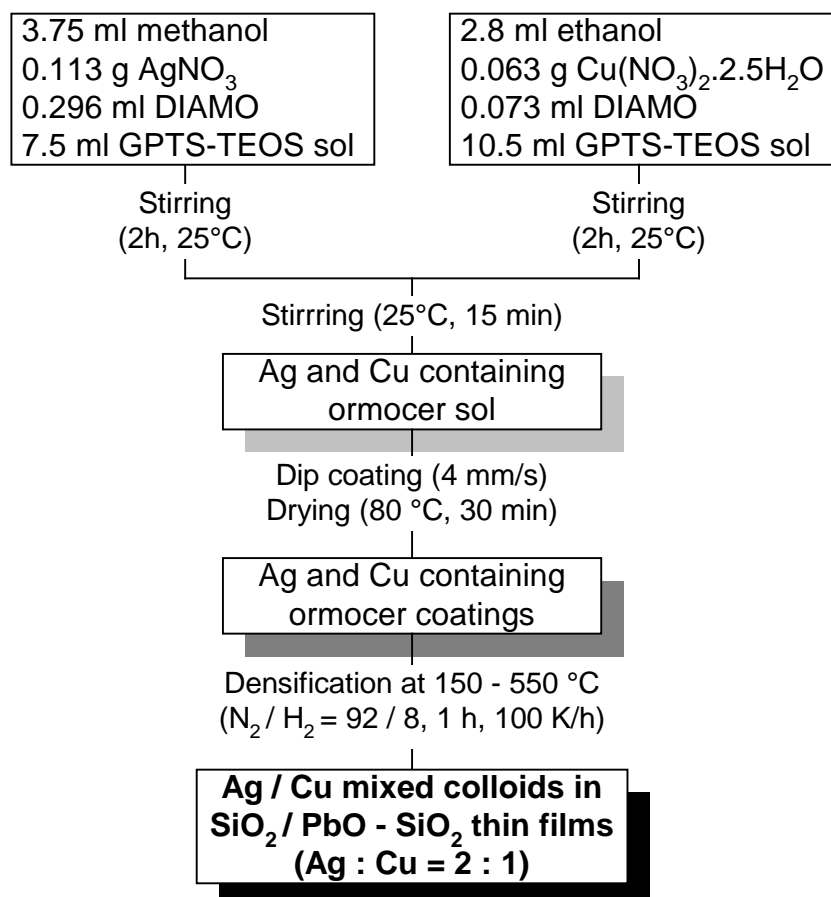 3.75 ml methanol
0.113 g AgNO₃
0.296 ml DIAMO
7.5 ml GPTS-TEOS sol
2.8 ml ethanol
0.063 g Cu(NO₃)₂.2.5H₂O
0.073 ml DIAMO
10.5 ml GPTS-TEOS sol
Stirring
(2h, 25°C)
Stirring
(2h, 25°C)
Stirrring (25°C, 15 min)
Ag and Cu containing
ormocer sol
Dip coating (4 mm/s)
Drying (80 °C, 30 min)
Ag and Cu containing
ormocer coatings
Densification at 150 - 550 °C
(N₂ / H₂ = 92 / 8, 1 h, 100 K/h)
Ag / Cu mixed colloids in
SiO₂ / PbO - SiO₂ thin films
(Ag : Cu = 2 : 1)